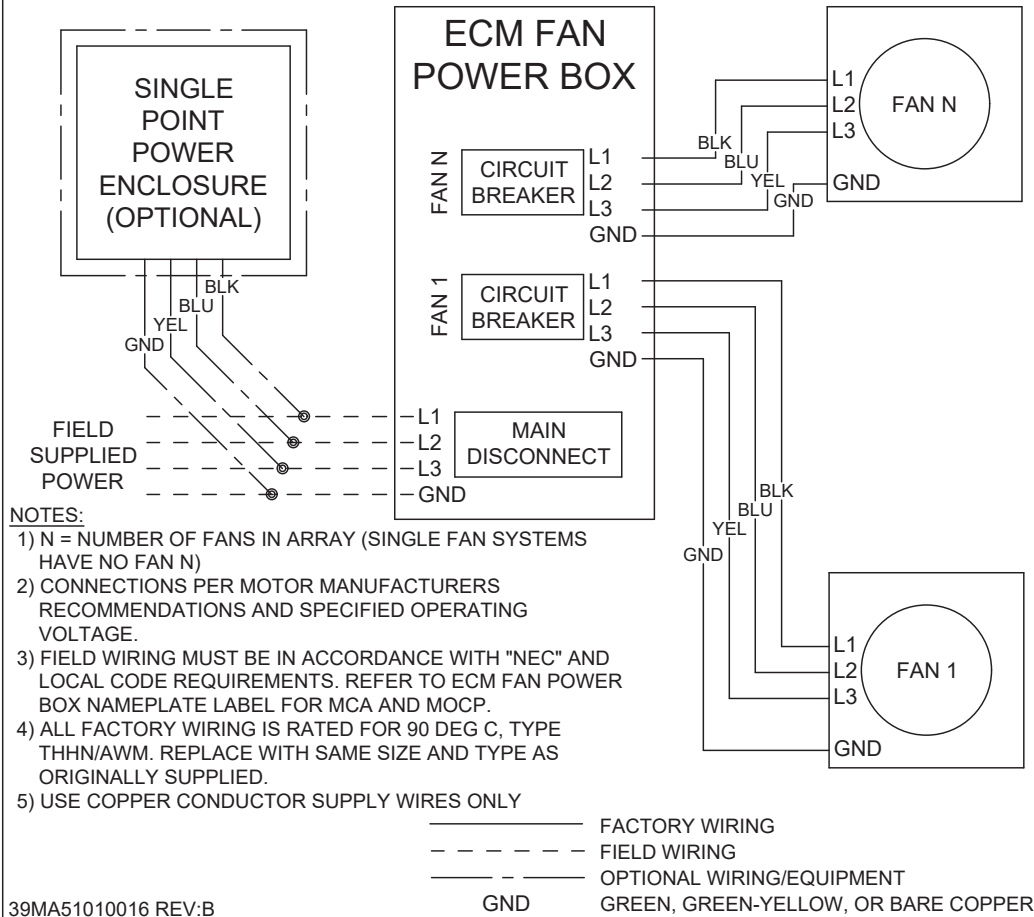 SINGLE
POINT
POWER
ENCLOSURE
(OPTIONAL)
BLK
BLU
YEL
GND
FIELD
SUPPLIED
POWER
ECM FAN
POWER BOX
FAN N
CIRCUIT
BREAKER
L1
L2
L3
GND
FAN 1
CIRCUIT
BREAKER
L1
L2
L3
GND
L1
L2
L3
GND
MAIN
DISCONNECT
BLK
BLU
YEL
GND
L1
L2
L3
GND
FAN N
BLK
BLU
YEL
GND
L1
L2
L3
GND
FAN 1
NOTES:
1) N = NUMBER OF FANS IN ARRAY (SINGLE FAN SYSTEMS
HAVE NO FAN N)
2) CONNECTIONS PER MOTOR MANUFACTURERS
RECOMMENDATIONS AND SPECIFIED OPERATING
VOLTAGE.
3) FIELD WIRING MUST BE IN ACCORDANCE WITH "NEC" AND
LOCAL CODE REQUIREMENTS. REFER TO ECM FAN POWER
BOX NAMEPLATE LABEL FOR MCA AND MOCP.
4) ALL FACTORY WIRING IS RATED FOR 90 DEG C, TYPE
THHN/AWM. REPLACE WITH SAME SIZE AND TYPE AS
ORIGINALLY SUPPLIED.
5) USE COPPER CONDUCTOR SUPPLY WIRES ONLY
FACTORY WIRING
FIELD WIRING
OPTIONAL WIRING/EQUIPMENT
GND GREEN, GREEN-YELLOW, OR BARE COPPER
39MA51010016 REV:B